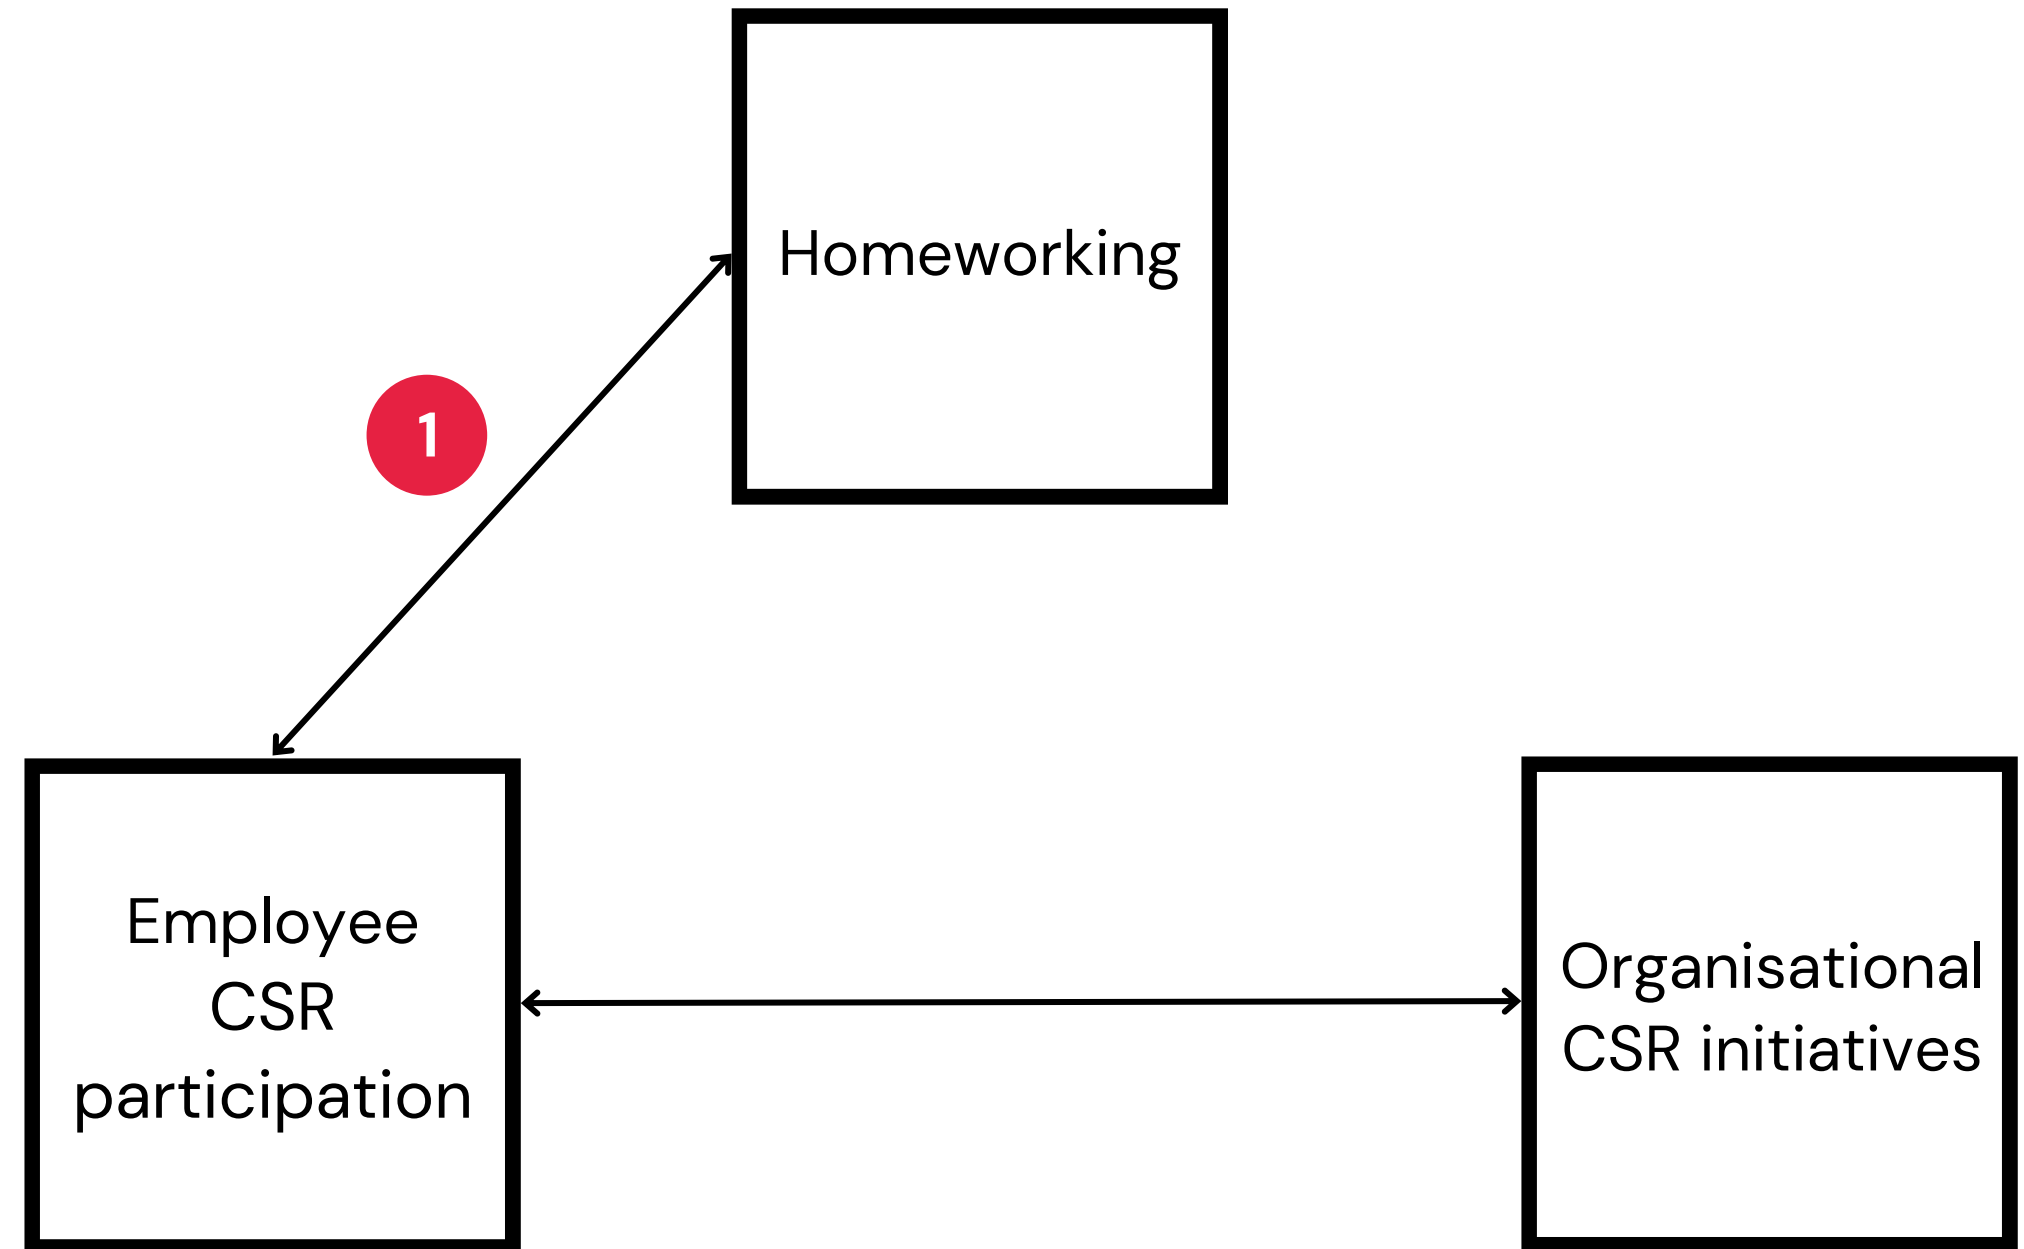 Homeworking
1
Employee
CSR
participation
Organisational
CSR initiatives